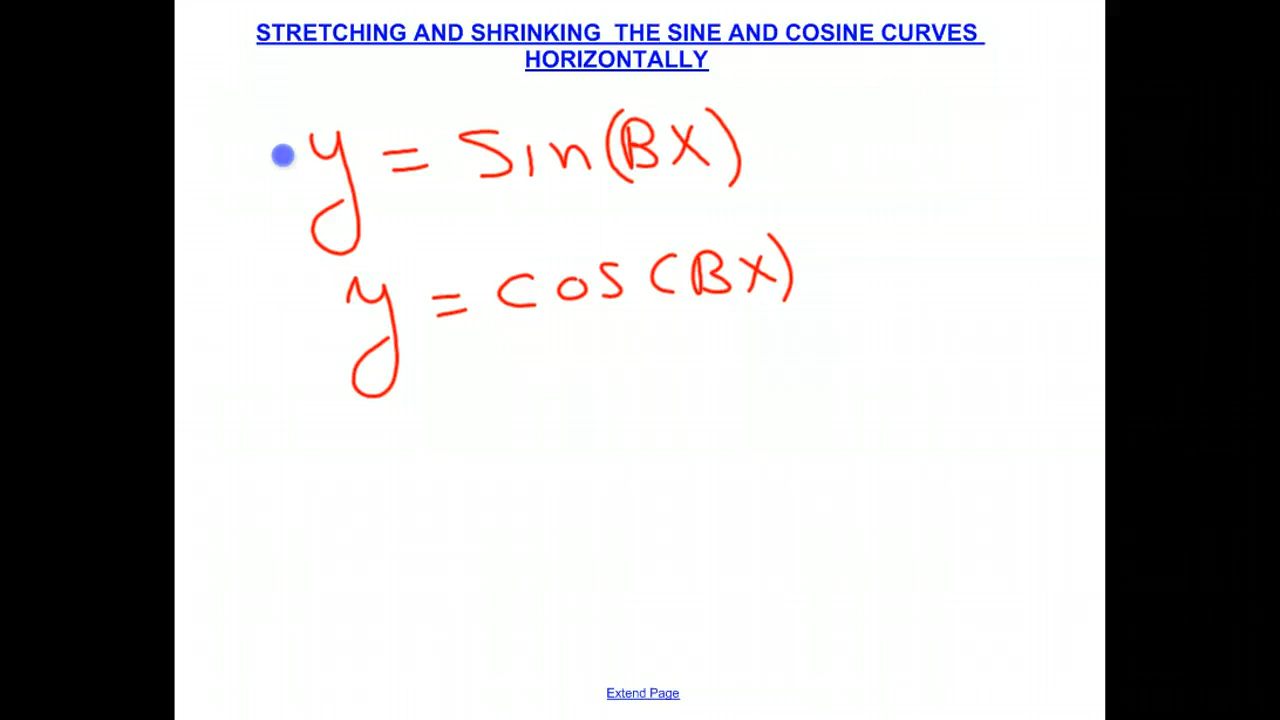 STRETCHING AND SHRINKING THE SINE AND COSINE CURVES
HORIZONTALLY
y = Sin(BX)
y = cos(BX)
Extend Page